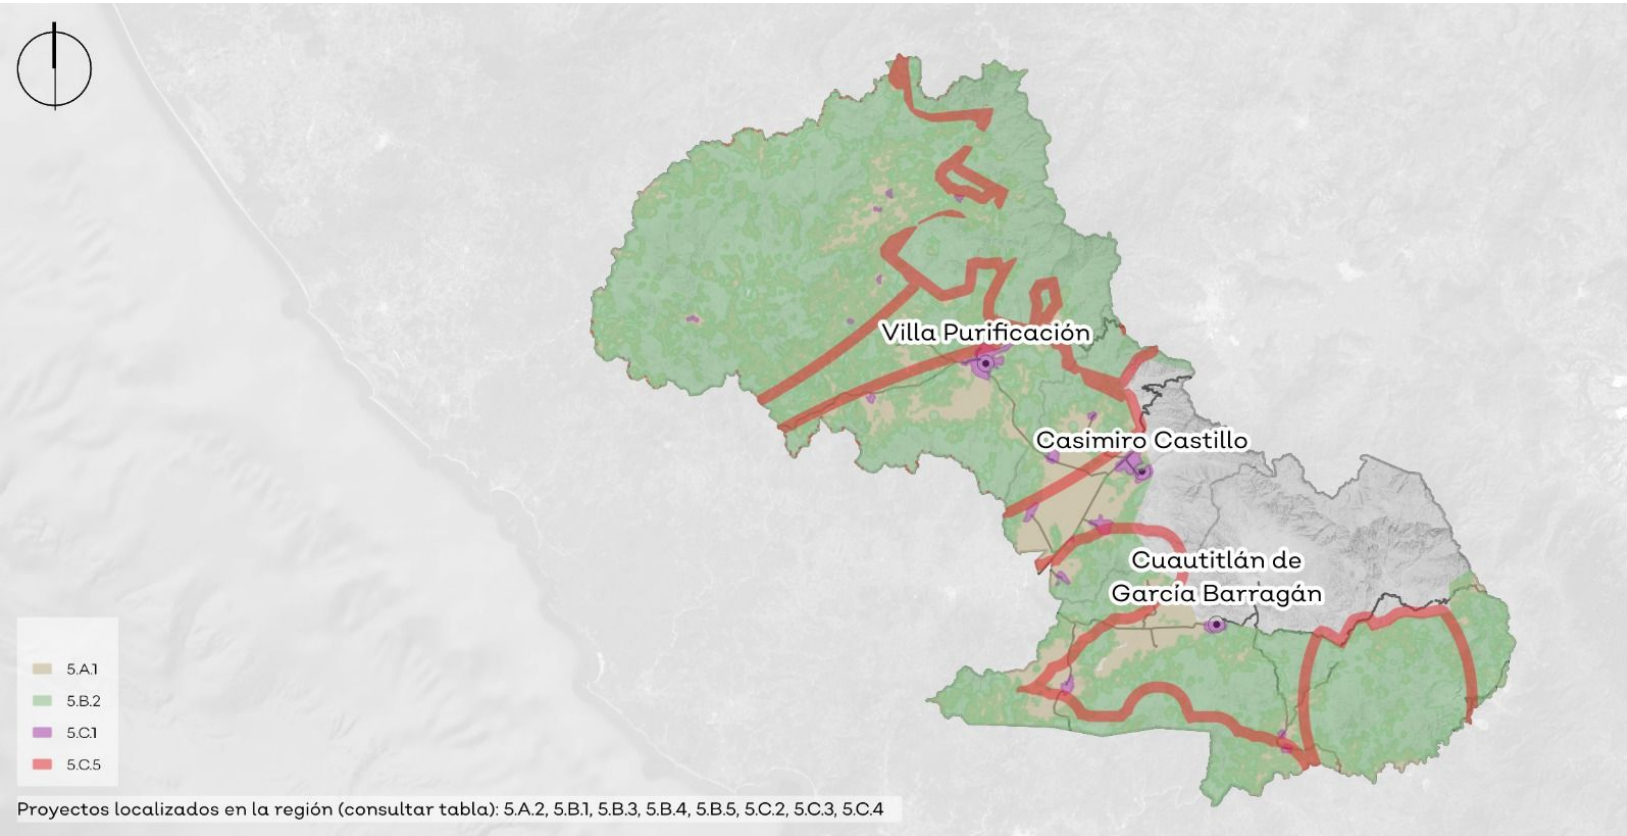 Villa Purificación
Casimiro Castillo
Cuautitlán de
García Barragán
5.A.1
5.B.2
5.C.1
5.C.5
Proyectos localizados en la región (consultar tabla): 5.A.2, 5.B.1, 5.B.3, 5.B.4, 5.B.5, 5.C.2, 5.C.3, 5.C.4